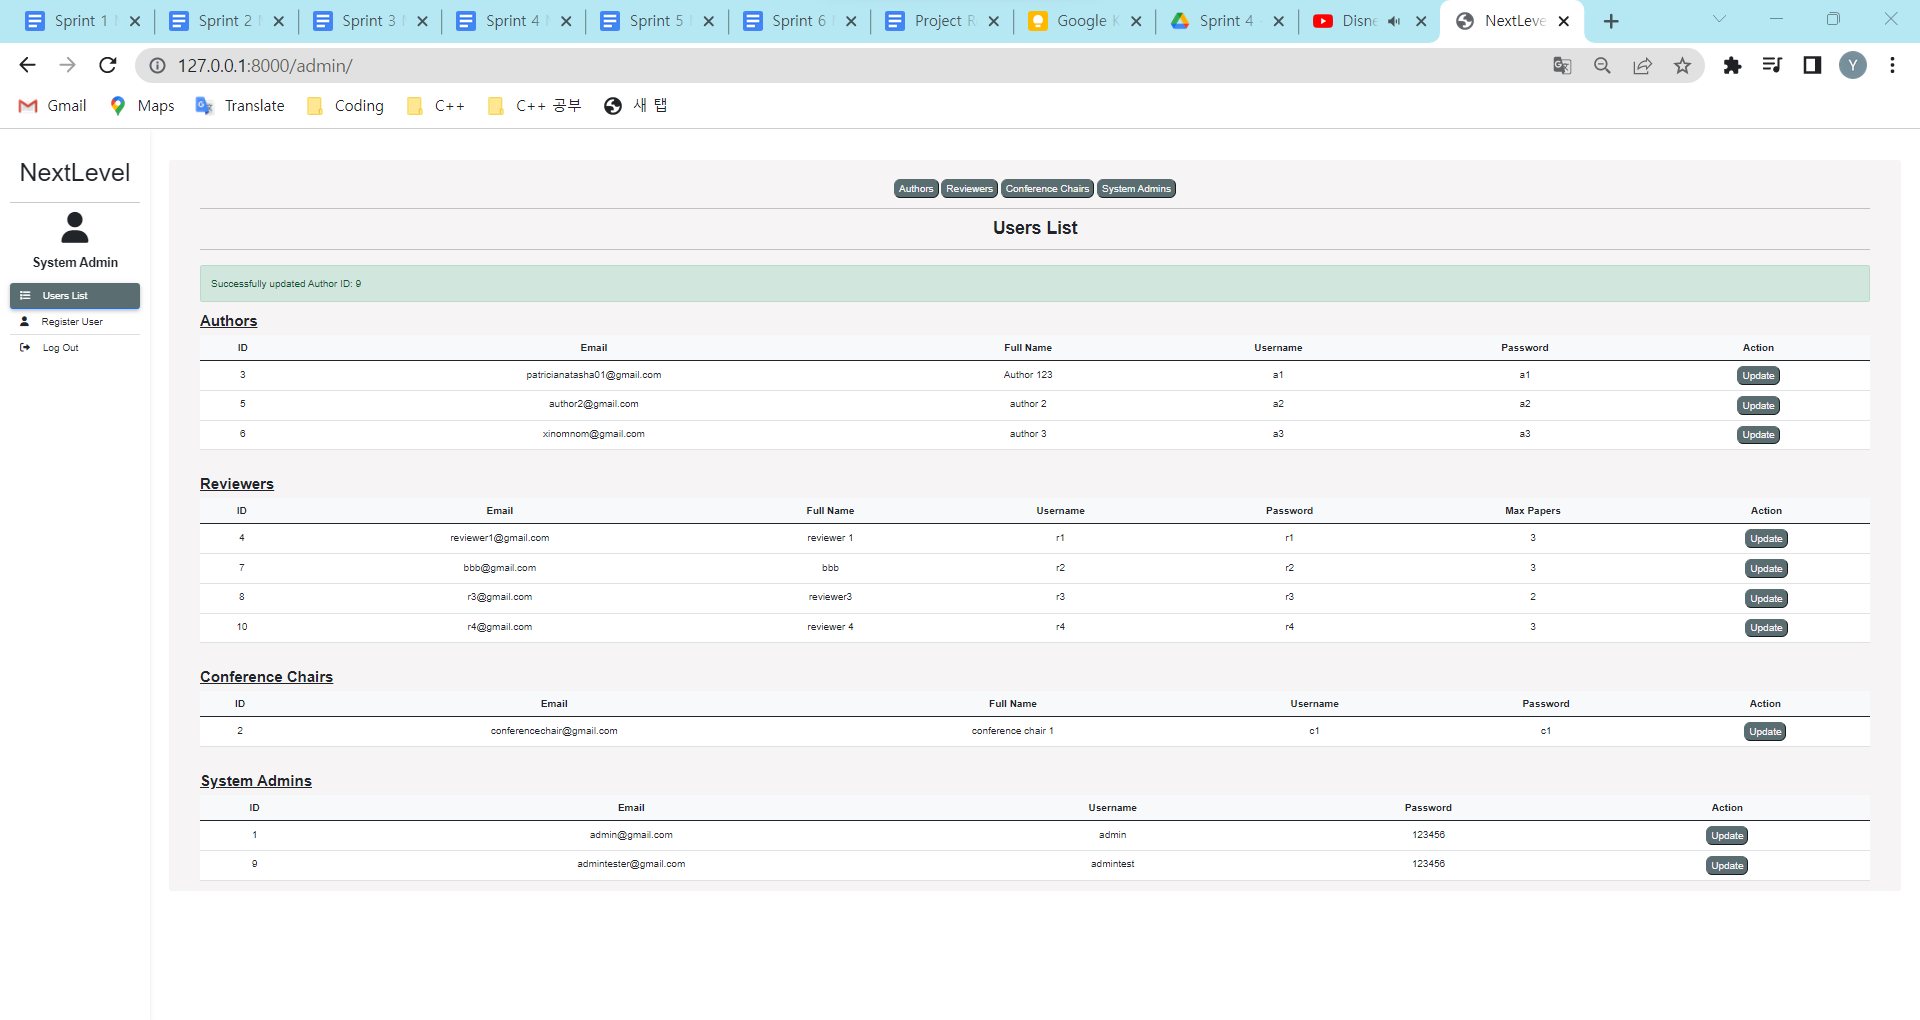 Sprint 1 Sprint 2 Sprint 3 Sprint 4 Sprint 5 Sprint 6 Project R Google K Sprint 4 - Disn NextLeve
127.0.0.1:8000/admin/ Y
Gmail Maps Translate Coding C++ C++ 공부 새 탭
NextLevel
System Admin
Users List
Register User
Log Out
Authors Reviewers Conference Chairs System Admins
Users List
Successfully updated Author ID: 9
Authors
ID Email Full Name Username Password Action
3 patricianatasha01@gmail.com Author 123 a1 a1 Update
5 author2@gmail.com author 2 a2 a2 Update
6 xinomnom@gmail.com author 3 a3 a3 Update
Reviewers
ID Email Full Name Username Password Max Papers Action
4 reviewer1@gmail.com reviewer 1 r1 r1 3 Update
7 bbb@gmail.com bbb r2 r2 3 Update
8 r3@gmail.com reviewer3 r3 r3 2 Update
10 r4@gmail.com reviewer 4 r4 r4 3 Update
Conference Chairs
ID Email Full Name Username Password Action
2 conferencechair@gmail.com conference chair 1 c1 c1 Update
System Admins
ID Email Username Password Action
1 admin@gmail.com admin 123456 Update
9 admintester@gmail.com admintest 123456 Update